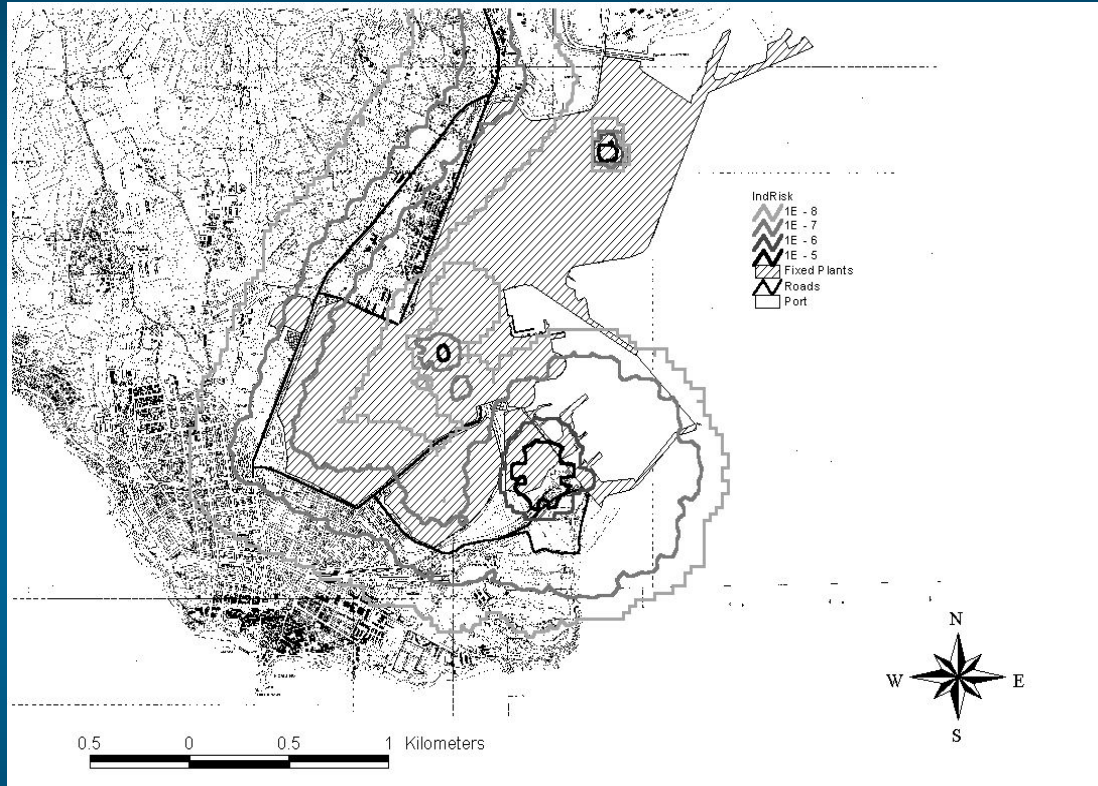 IndRisk
1E - 8
1E - 7
1E - 6
1E - 5
Fixed Plants
Roads
Port
N
W E
S
0.5 0 0.5 1 Kilometers